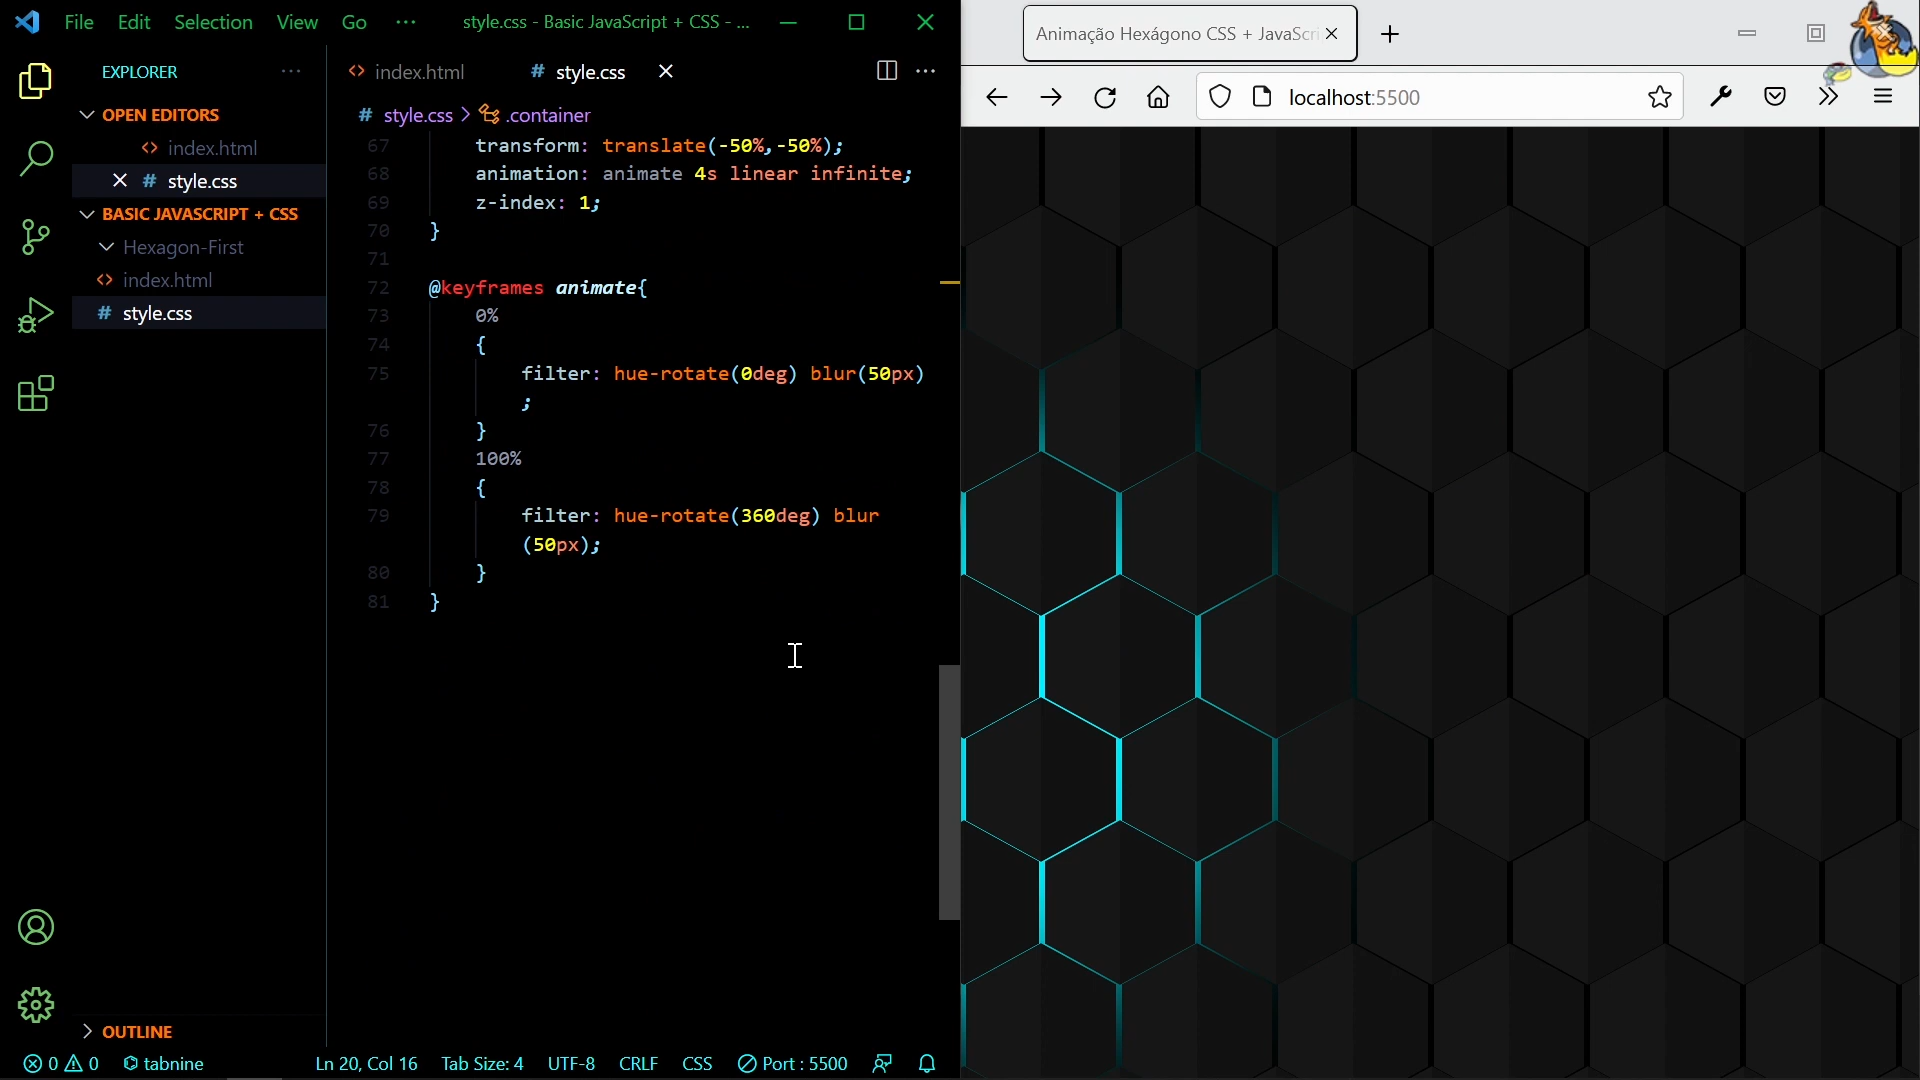 File Edit Selection View Go ··· style.css - Basic JavaScript + CSS - ...
EXPLORER ···
OPEN EDITORS
<> index.html
# style.css
BASIC JAVASCRIPT + CSS
Hexagon-First
<> index.html
# style.css
OUTLINE
<> index.html # style.css
# style.css > .container
67 transform: translate(-50%,-50%);
68 animation: animate 4s linear infinite;
69 z-index: 1;
70 }
71
72 @keyframes animate{
73 0%
74 {
75 filter: hue-rotate(0deg) blur(50px)
;
76 }
77 100%
78 {
79 filter: hue-rotate(360deg) blur
(50px);
80 }
81 }
0 0 tabnine Ln 20, Col 16 Tab Size: 4 UTF-8 CRLF CSS Port : 5500
Animação Hexágono CSS + JavaScri
localhost:5500